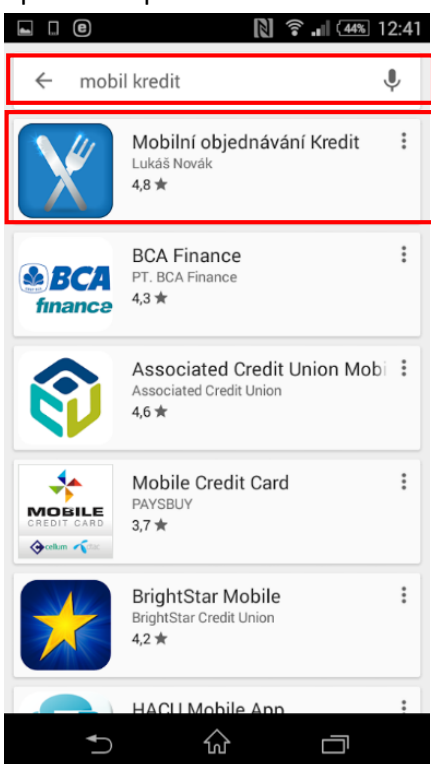 44% 12:41
mobil kredit
Mobilní objednávání Kredit
Lukáš Novák
4,8 ★
BCA
finance
BCA Finance
PT. BCA Finance
4,3 ★
Associated Credit Union Mobi
Associated Credit Union
4,6 ★
MOBILE
CREDIT CARD
cellum dtac
Mobile Credit Card
PAYSBUY
3,7 ★
BrightStar Mobile
BrightStar Credit Union
4,2 ★
HACU Mobile App